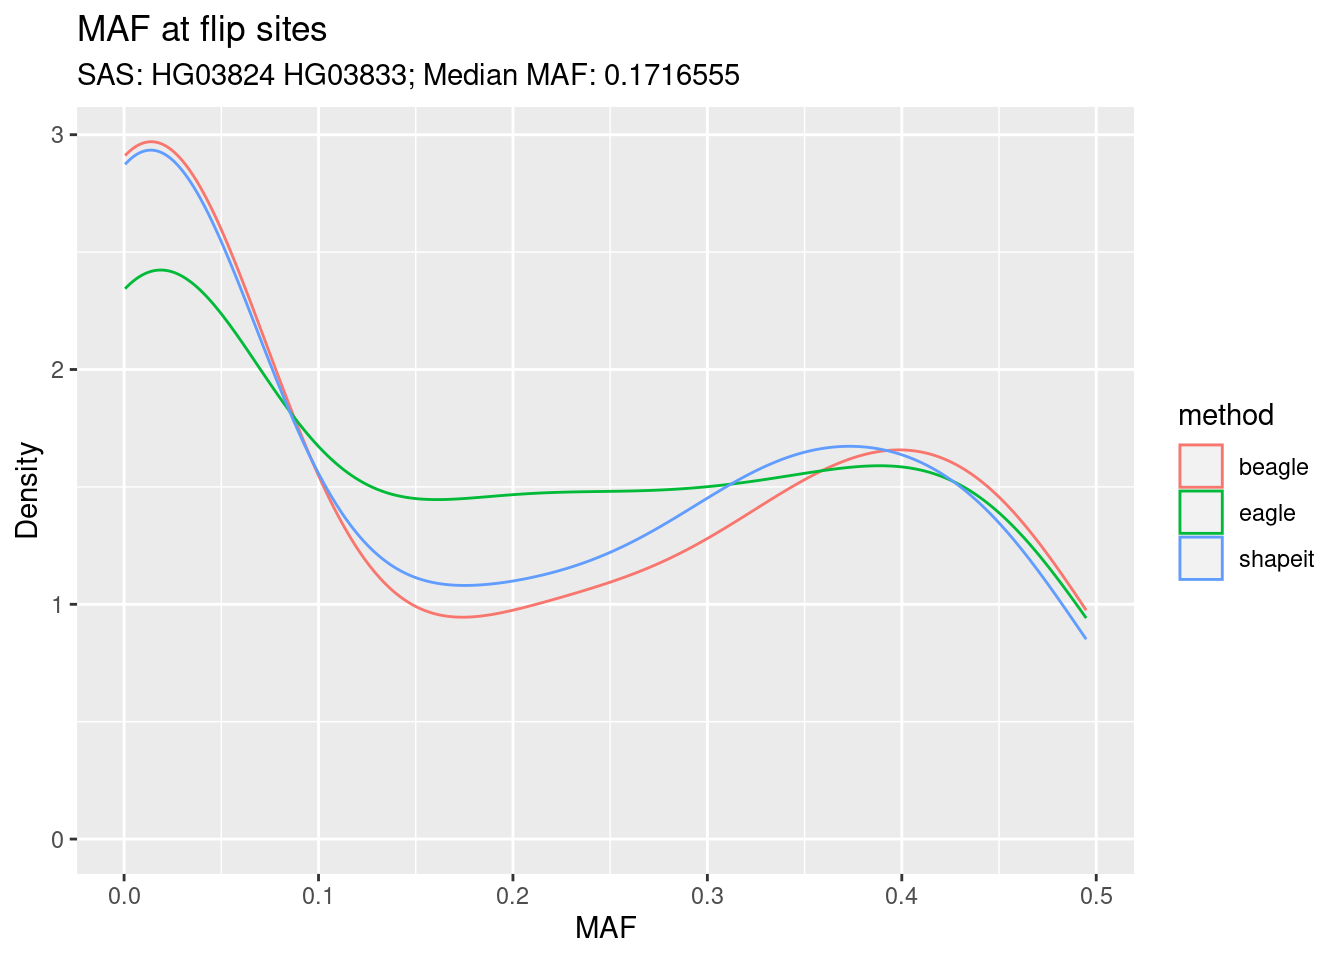 MAF at flip sites
SAS: HG03824 HG03833; Median MAF: 0.1716555
3
2
1
0
Density
0.0
0.1
0.2
0.3
0.4
0.5
MAF
method
beagle
eagle
shapeit